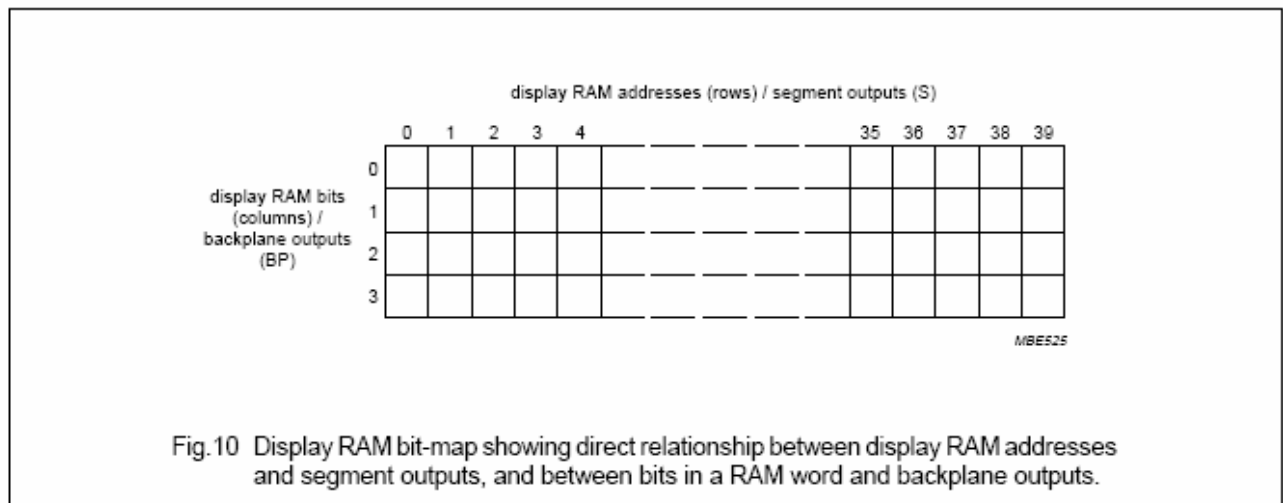 display RAM addresses (rows) / segment outputs (S)
0 1 2 3 4 35 36 37 38 39
0
display RAM bits
(columns) /
backplane outputs
(BP)
1
2
3
MBE525
Fig.10 Display RAM bit-map showing direct relationship between display RAM addresses
and segment outputs, and between bits in a RAM word and backplane outputs.